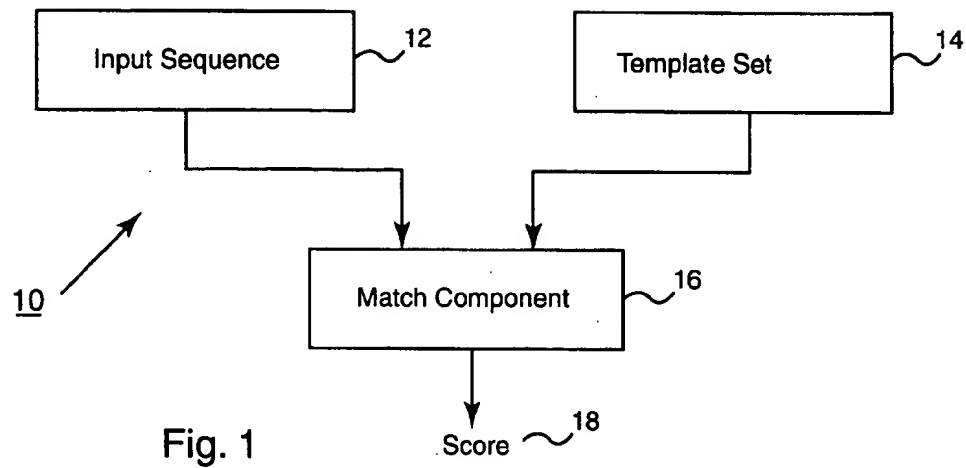 Input Sequence
12
Template Set
14
Match Component
16
10
Score
18
Fig. 1